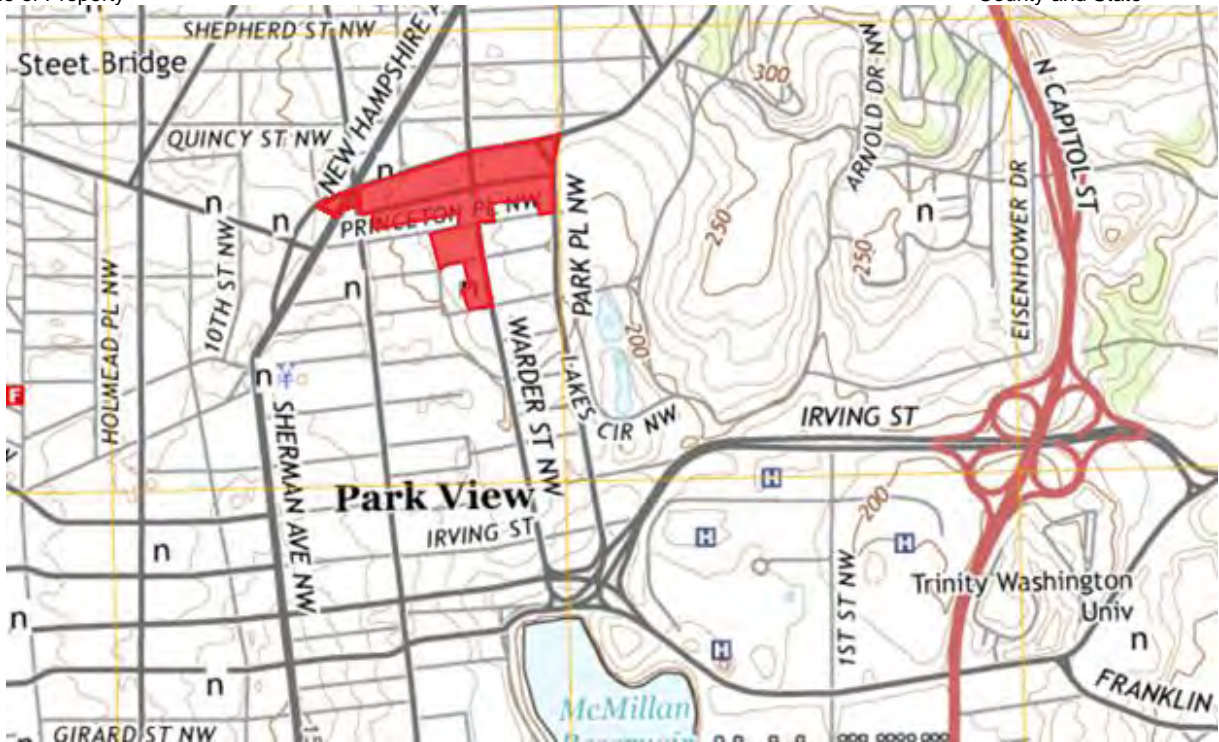 County and State
SHEPHERD ST NW
Steet Bridge
NEW HAMPSHIRE
QUINCY ST NW
300
ARNOLD DR NW
N CAPITOL ST
n
n
n
n
PRINCETON PL NW
PARK PL NW
250
250
EISENHOWER DR
10TH ST NW
HOLMEAD PL NW
n
n
200
WARDER ST NW
LAKES CIR NW
n
F
SHERMAN AVE NW
IRVING ST
H
Park View
200
IRVING ST
H
H
n
1ST ST NW
Trinity Washington
Univ
n
n
H
n
FRANKLIN
McMillan
GIRARD ST NW